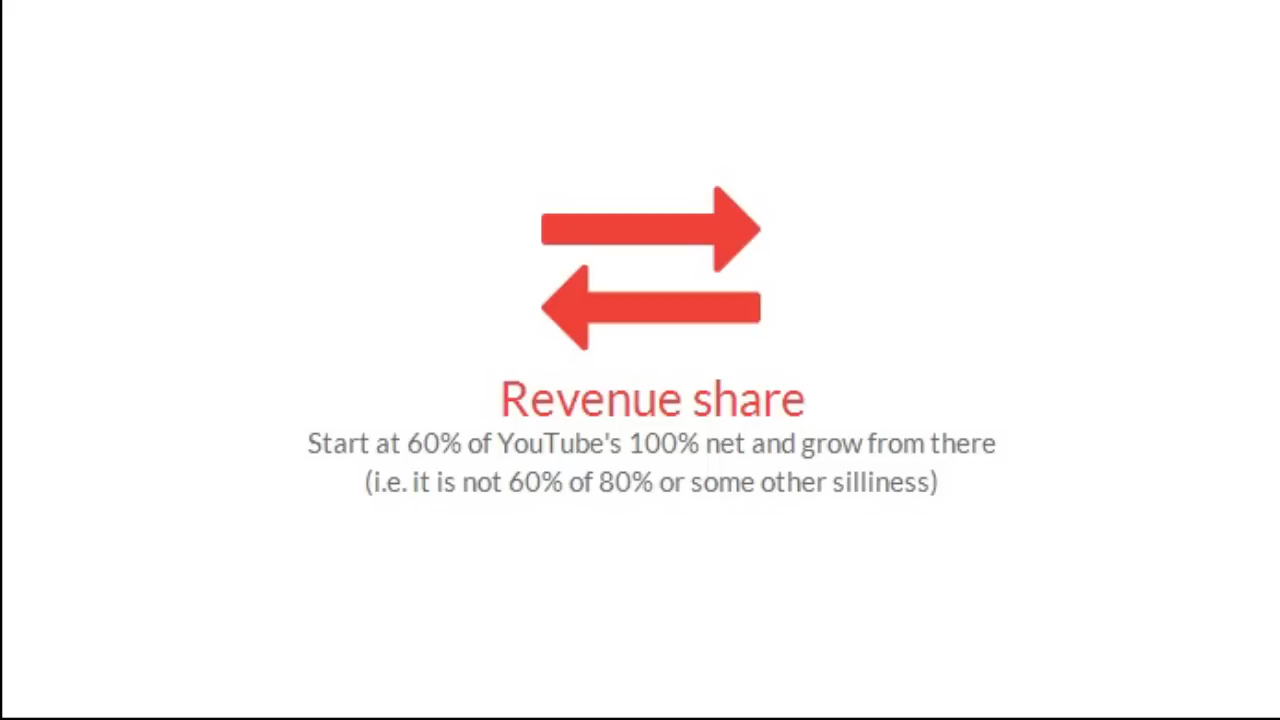 Revenue share
Start at 60% of YouTube's 100% net and grow from there
(i.e. it is not 60% of 80% or some other silliness)